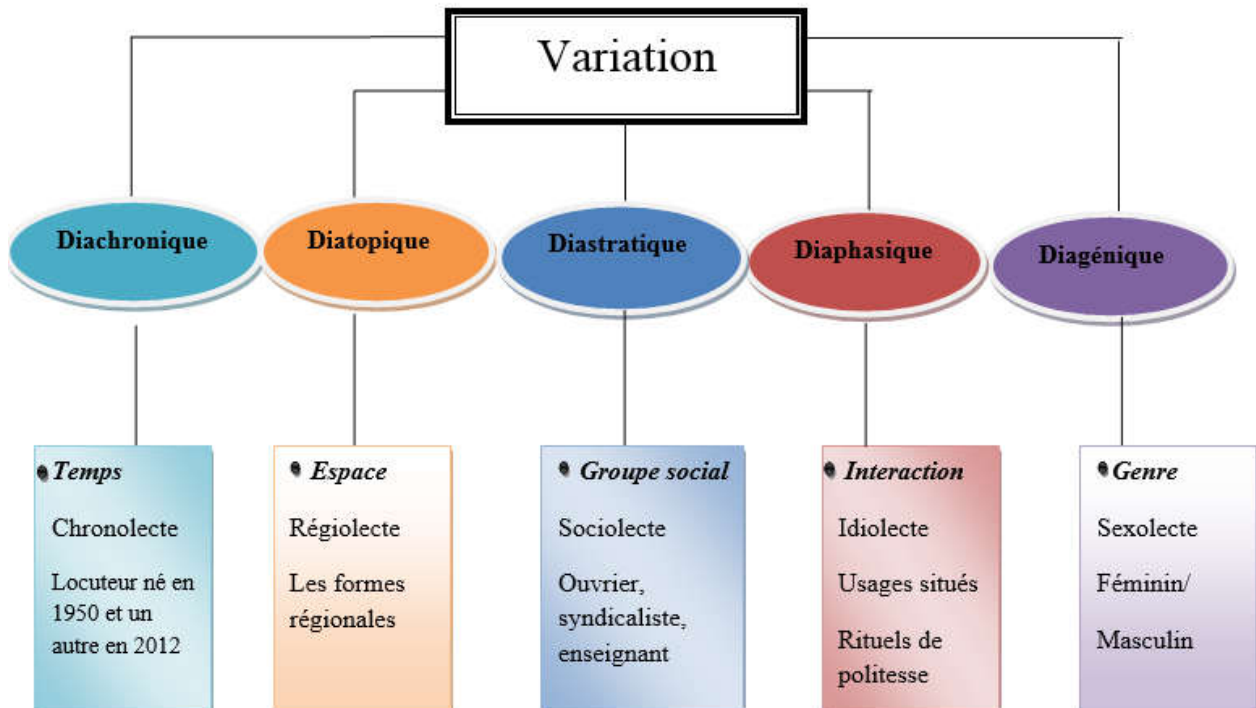 Variation
Diachronique
Diatopique
Diastratique
Diaphasique
Diagénique
Temps
Chronolecte
Locuteur né en
1950 et un
autre en 2012
Espace
Régiolecte
Les formes
régionales
Groupe social
Sociolecte
Ouvrier,
syndicaliste,
enseignant
Interaction
Idiolecte
Usages situés
Rituels de
politesse
Genre
Sexolecte
Féminin/
Masculin